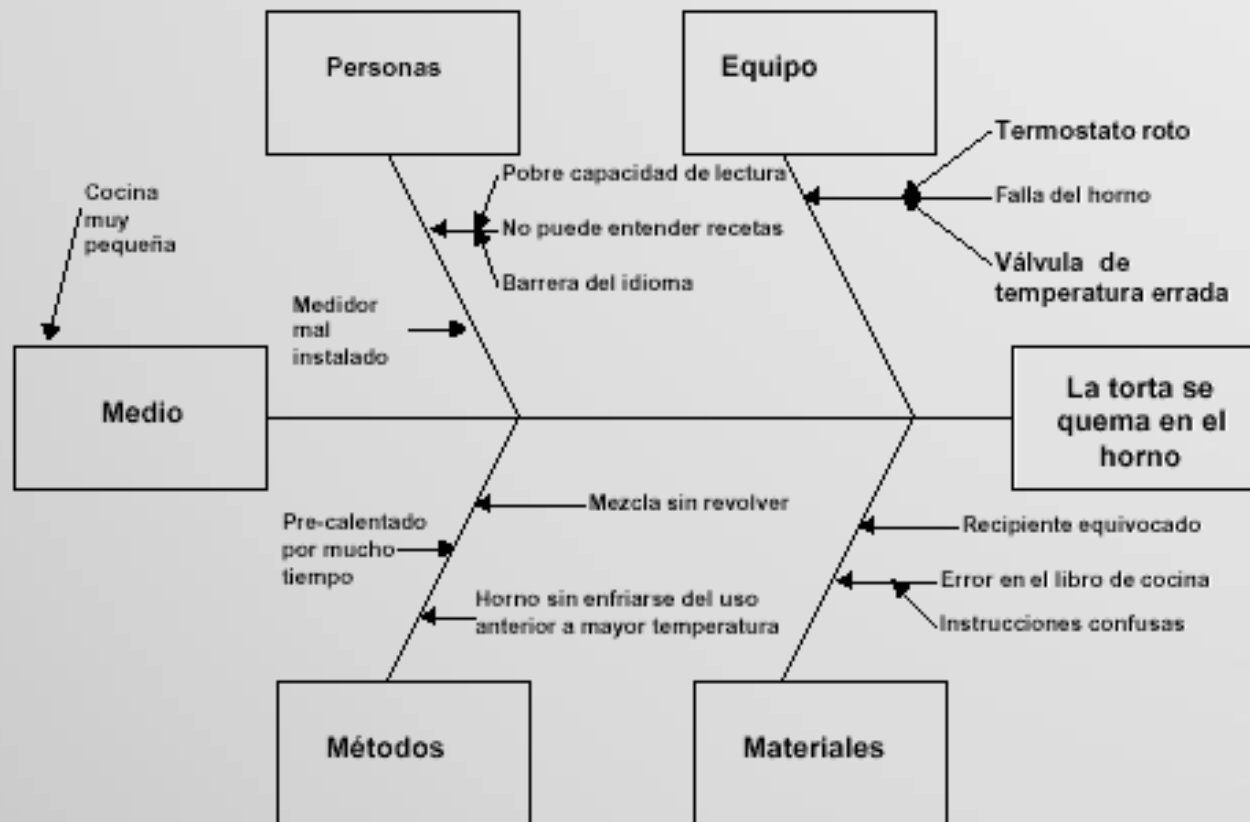 Personas
Equipo
Termostato roto
Cocina
muy
pequeña
Pobre capacidad de lectura
Falla del horno
No puede entender recetas
Válvula de
temperatura errada
Barrera del idioma
Medidor
mal
instalado
Medio
La torta se
quema en el
horno
Mezcla sin revolver
Pre-calentado
por mucho
tiempo
Recipiente equivocado
Error en el libro de cocina
Horno sin enfriarse del uso
anterior a mayor temperatura
Instrucciones confusas
Métodos
Materiales